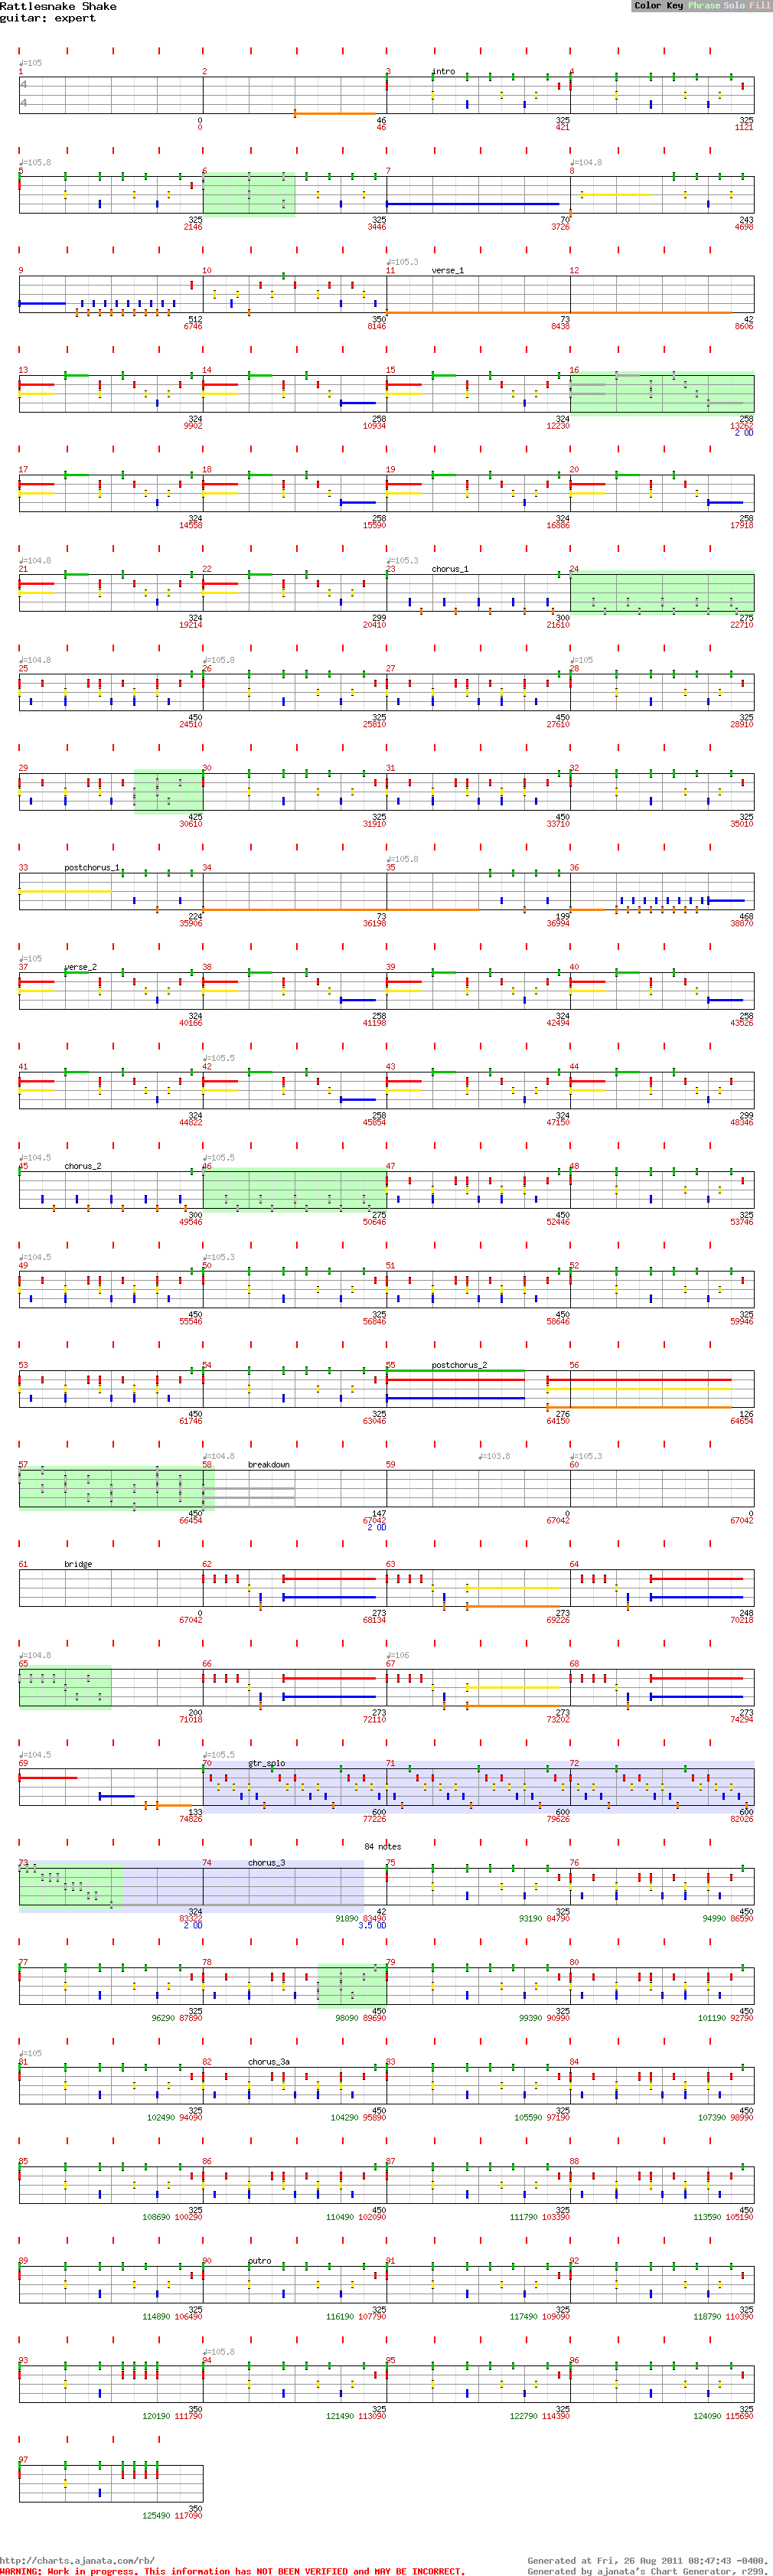 Rattlesnake Shake
Color Key Phrase Solo Fill
guitar: expert
♩=105
1 2 3 intro 4
4
4
0 46 325 325
0 46 421 1121
♩=105.8 ♩=104.8
5 6 7 8
325 325 70 243
2146 3446 3726 4698
♩=105.3
9 10 11 verse_1 12
512 350 73 42
6746 8146 8438 8606
13 14 15 16
324 258 324 258
9902 10934 12230 13262
2 OD
17 18 19 20
324 258 324 258
14558 15590 16886 17918
♩=104.8 ♩=105.3
21 22 23 chorus_1 24
324 299 300 275
19214 20410 21610 22710
♩=104.8 ♩=105.8 ♩=105
25 26 27 28
450 325 450 325
24510 25810 27610 28910
29 30 31 32
425 325 450 325
30610 31910 33710 35010
♩=105.8
33 postchorus_1 34 35 36
224 73 199 468
35906 36198 36994 38870
♩=105
37 verse_2 38 39 40
324 258 324 258
40166 41198 42494 43526
♩=105.5
41 42 43 44
324 258 324 299
44822 45854 47150 48346
♩=104.5 ♩=105.5
45 chorus_2 46 47 48
300 275 450 325
49546 50646 52446 53746
♩=104.5 ♩=105.3
49 50 51 52
450 325 450 325
55546 56846 58646 59946
53 54 55 postchorus_2 56
450 325 276 126
61746 63046 64150 64654
♩=104.8 ♩=103.8 ♩=105.3
57 58 breakdown 59 60
450 147 0 0
66454 67042 67042 67042
2 OD
61 bridge 62 63 64
0 273 273 248
67042 68134 69226 70218
♩=104.8 ♩=106
65 66 67 68
200 273 273 273
71018 72110 73202 74294
♩=104.5 ♩=105.5
69 70 gtr_solo 71 72
133 600 600 600
74826 77226 79626 82026
84 notes
73 74 chorus_3 75 76
324 42 325 450
83322 91890 83490 93190 84790 94990 86590
2 OD 3.5 OD
77 78 79 80
325 450 325 450
96290 87890 98090 89690 99390 90990 101190 92790
♩=105
81 82 chorus_3a 83 84
325 450 325 450
102490 94090 104290 95890 105590 97190 107390 98990
85 86 87 88
325 450 325 450
108690 100290 110490 102090 111790 103390 113590 105190
89 90 outro 91 92
325 325 325 325
114890 106490 116190 107790 117490 109090 118790 110390
♩=105.8
93 94 95 96
350 325 325 325
120190 111790 121490 113090 122790 114390 124090 115690
97
350
125490 117090
http://charts.ajanata.com/rb/ Generated at Fri, 26 Aug 2011 08:47:43 -0400.
WARNING: Work in progress. This information has NOT BEEN VERIFIED and MAY BE INCORRECT. Generated by ajanata's Chart Generator, r299.